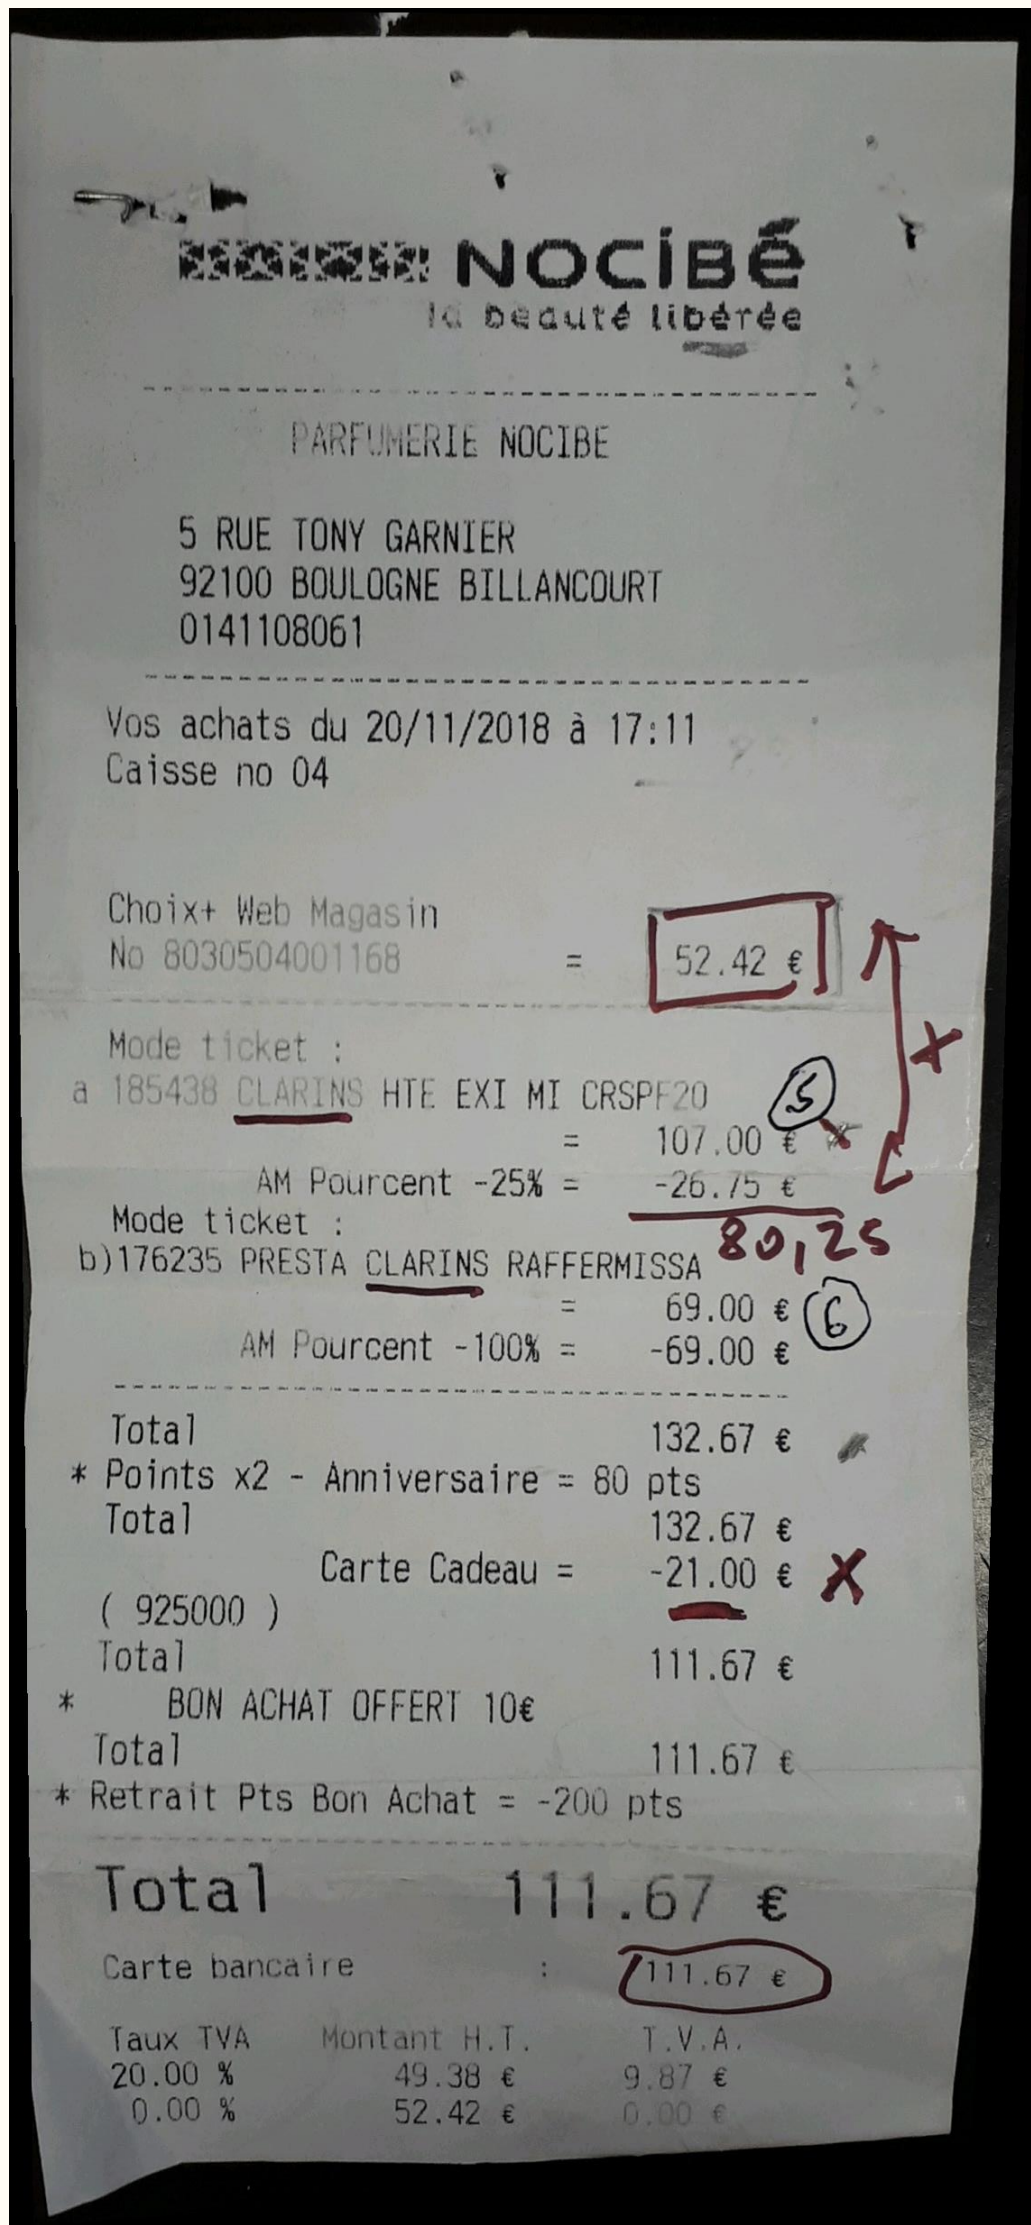 NOCIBé
la beauté libérée
PARFUMERIE NOCIBE
5 RUE TONY GARNIER
92100 BOULOGNE BILLANCOURT
0141108061
Vos achats du 20/11/2018 à 17:11
Caisse no 04
Choix+ Web Magasin
No 8030504001168 = 52.42 €
X
Mode ticket :
a 185438 CLARINS HTE EXI MI CRSPF20 5
= 107.00 €
AM Pourcent -25% = -26.75 €
Mode ticket : 80,25
b)176235 PRESTA CLARINS RAFFERMISSA
= 69.00 € 6
AM Pourcent -100% = -69.00 €
Total 132.67 €
* Points x2 - Anniversaire = 80 pts
Total 132.67 €
Carte Cadeau = -21.00 € X
( 925000 )
Total 111.67 €
* BON ACHAT OFFERT 10€
Total 111.67 €
* Retrait Pts Bon Achat = -200 pts
Total 111.67 €
Carte bancaire : 111.67 €
Taux TVA Montant H.T. T.V.A.
20.00 % 49.38 € 9.87 €
0.00 % 52.42 € 0.00 €